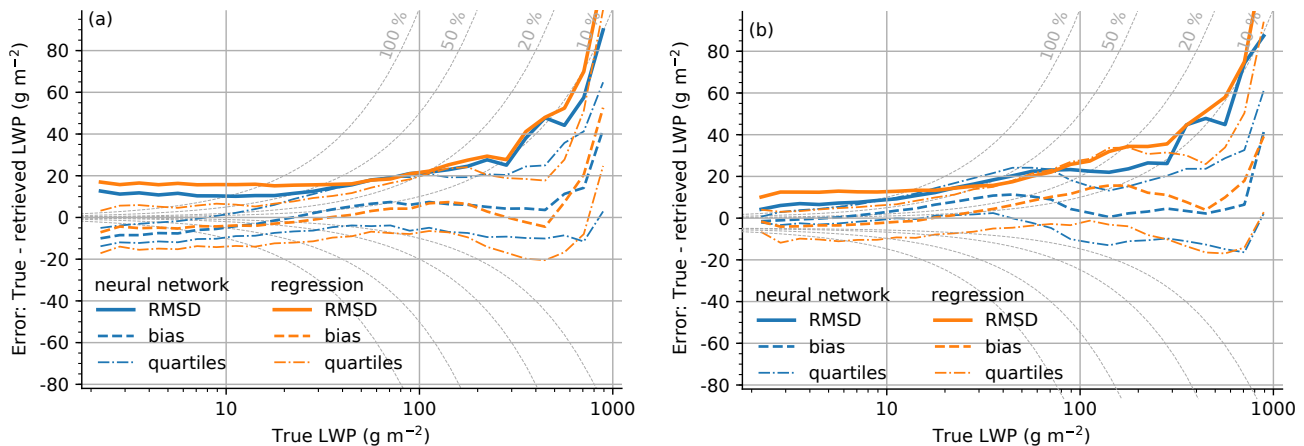 (a)
100 %
50 %
20 %
10 %
80
60
40
20
0
-20
-40
-60
-80
Error: True - retrieved LWP (g m−2)
neural network regression
RMSD RMSD
bias bias
quartiles quartiles
10 100 1000
True LWP (g m−2)
(b)
100 %
50 %
20 %
10 %
80
60
40
20
0
-20
-40
-60
-80
Error: True - retrieved LWP (g m−2)
neural network regression
RMSD RMSD
bias bias
quartiles quartiles
10 100 1000
True LWP (g m−2)